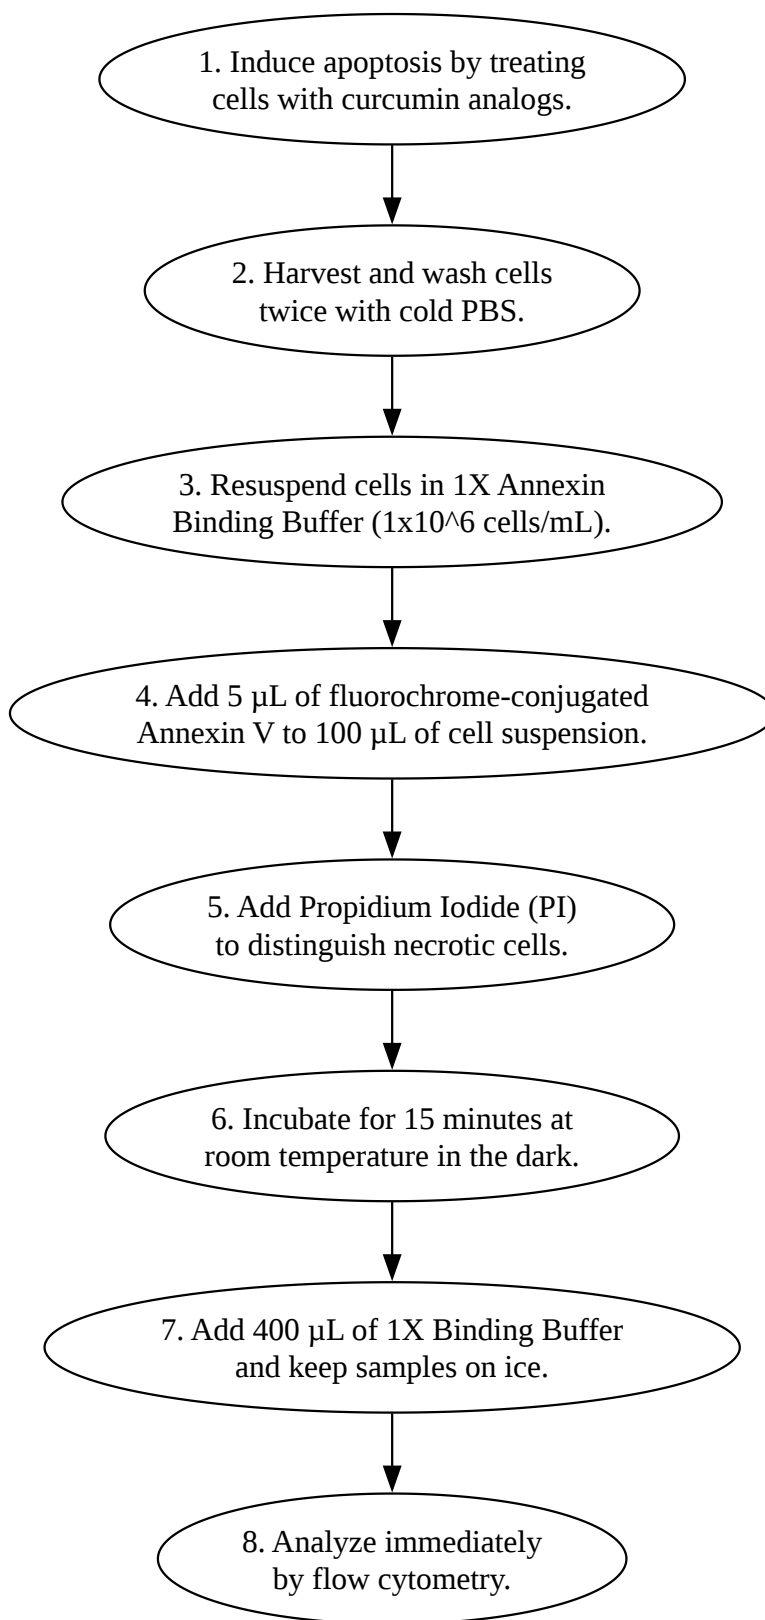 1. Induce apoptosis by treating
cells with curcumin analogs.
2. Harvest and wash cells
twice with cold PBS.
3. Resuspend cells in 1X Annexin
Binding Buffer (1x10^6 cells/mL).
4. Add 5 µL of fluorochrome-conjugated
Annexin V to 100 µL of cell suspension.
5. Add Propidium Iodide (PI)
to distinguish necrotic cells.
6. Incubate for 15 minutes at
room temperature in the dark.
7. Add 400 µL of 1X Binding Buffer
and keep samples on ice.
8. Analyze immediately
by flow cytometry.